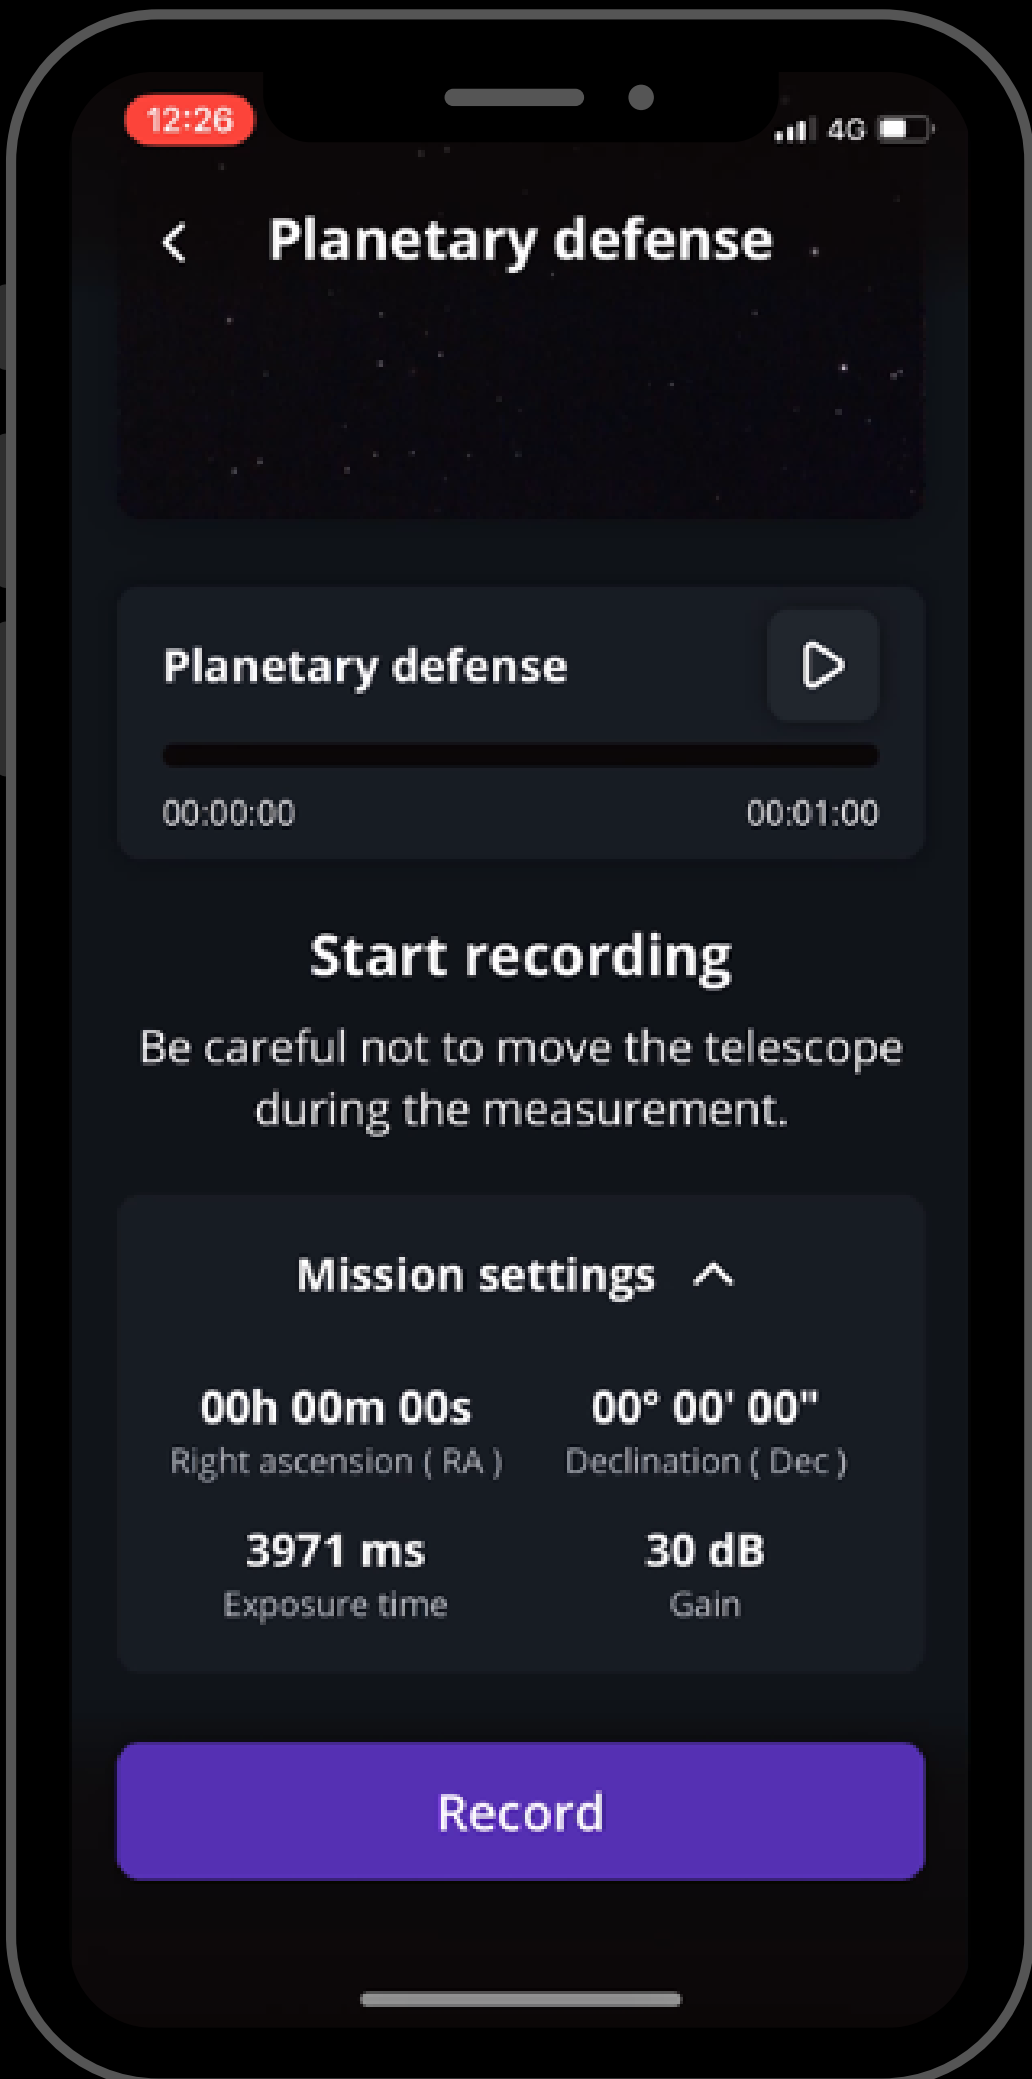 12:26
4G
Planetary defense
Planetary defense
00:00:00 00:01:00
Start recording
Be careful not to move the telescope
during the measurement.
Mission settings
00h 00m 00s 00° 00' 00"
Right ascension ( RA ) Declination ( Dec )
3971 ms 30 dB
Exposure time Gain
Record